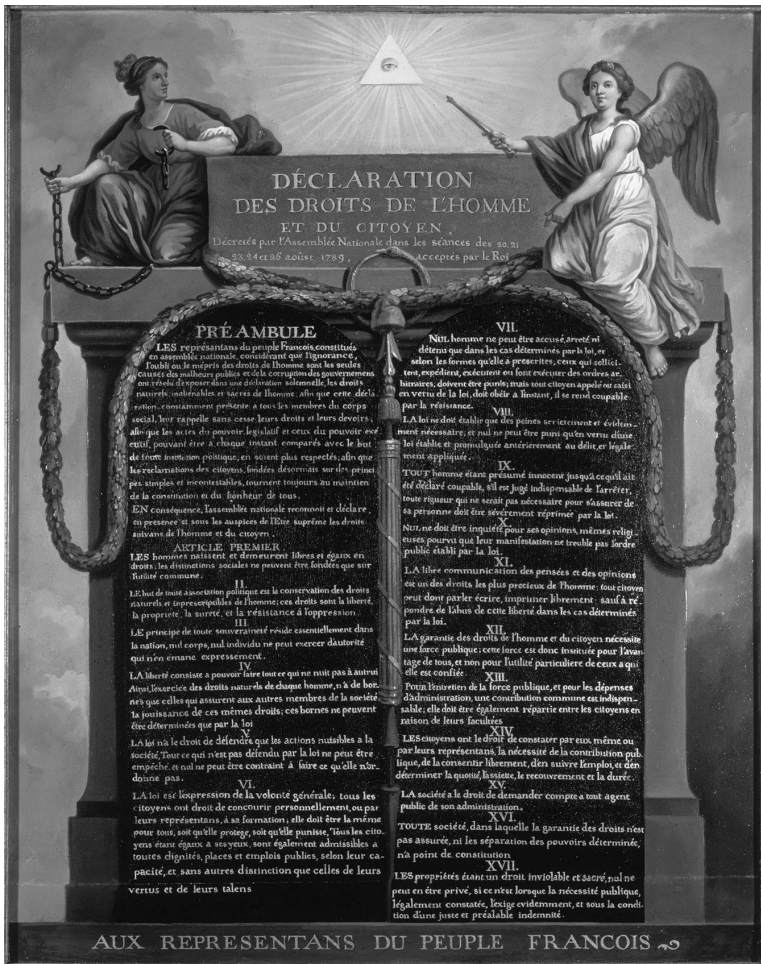 DÉCLARATION
DES DROITS DE L'HOMME
ET DU CITOYEN,
Décretés par l'Assemblée Nationale dans les séances des 20, 21
23, 24 et 26 août 1789, acceptés par le Roi
PRÉAMBULE
LES représentans du peuple François, constitués
en assemblée nationale, considérant que l'ignorance,
l'oubli ou le mépris des droits de l'homme sont les seules
causes des malheurs publics et de la corruption des gouvernemens
ont résolu d'exposer dans une déclaration solemnelle, les droits
naturels, inaliénables et sacrés de l'homme; afin que cette décla
ration, constamment présente a tous les membres du corps
social, leur rappelle sans cesse leurs droits et leurs devoirs,
afin que les actes du pouvoir législatif et ceux du pouvoir exé
cutif, pouvant être à chaque instant comparés avec le but
de toute institution politique, en soient plus respectés; afin que
les reclamations des citoyens, fondées désormais sur des princi
pes simples et incontestables, tournent toujours au maintien
de la constitution et du bonheur de tous.
EN conséquence, l'assemblée nationale reconnoit et déclare,
en presence et sous les auspices de l'Etre suprême les droits
suivans de l'homme et du citoyen.
ARTICLE PREMIER.
LES hommes naissent et demeurent libres et égaux en
droits. les distinctions sociales ne peuvent être fondées que sur
l'utilité commune.
II.
LE but de toute association politique est la conservation des droits
naturels et inprescriptibles de l'homme; ces droits sont la liberté,
la propriété, la sureté, et la résistance à l'oppression.
III.
LE principe de toute souveraineté réside essentiellement dans
la nation, nul corps, nul individu ne peut exercer d'autorité
qui n'en émane expressement.
IV.
LA liberté consiste a pouvoir faire tout ce qui ne nuit pas à autrui
Ainsi, l'exercice des droits naturels de chaque homme, n'a de bor-
nes que celles qui assurent aux autres membres de la société
la jouissance de ces mêmes droits; ces bornes ne peuvent
être déterminées que par la loi
V.
LA loi n'a le droit de défendre que les actions nuisibles a la
société. Tout ce qui n'est pas défendu par la loi ne peut être
empêché, et nul ne peut être contraint à faire ce qu'elle n'or-
donne pas.
VI.
LA loi est l'expression de la volonté générale; tous les
citoyens ont droit de concourir personnellement, ou par
leurs représentans, à sa formation; elle doit être la même
pour tous, soit qu'elle protege, soit qu'elle punisse, Tous les cito-
yens étant égaux a ses yeux, sont également admissibles a
toutes dignités, places et emplois publics, selon leur ca-
pacité, et sans autres distinction que celles de leurs
vertus et de leurs talens
VII.
NUL homme ne peut être accusé, arreté ni
détenu que dans les cas déterminés par la loi, et
selon les formes qu'elle à prescrites, ceux qui sollici-
tent, expédient, exécutent ou font exécuter des ordres ar-
bitraires, doivent être punis; mais tout citoyen appelé ou saisi
en vertu de la loi, doit obéir a l'instant, il se rend coupable
par la résistance.
VIII.
LA loi ne doit établir que des peines strictement et évidem-
ment nécessaire, et nul ne peut être puni qu'en vertu d'une
loi établie et promulguée antérierement au délit, et légale-
ment appliquée.
IX.
TOUT homme étant présumé innocent jusqu'a ce qu'il ait
été déclaré coupable, s'il est jugé indispensable de l'arrêter,
toute rigueur qui ne serait pas nécessaire pour s'assurer de
sa personne doit être sévèrement réprimée par la loi.
X.
NUL ne doit être inquiété pour ses opinions, mêmes religi-
euses, pourvu que leur manifestation ne trouble pas l'ordre
public établi par la loi.
XI.
LA libre communication des pensées et des opinions
est un des droits les plus precieux de l'homme; tout citoyen
peut dont parler écrire, imprimer librement: sauf à ré-
pondre de l'abus de cette liberté dans les cas déterminés
par la loi.
XII.
LA garantie des droits de l'homme et du citoyen nécessite
une force publique; cette force est donc instituée pour l'avan
tage de tous, et non pour l'utilité particuliere de ceux a qui
elle est confiée.
XIII.
Pour l'entretien de la force publique, et pour les dépenses
d'administration, une contribution commune est indispen-
sable; elle doit être également répartie entre les citoyens en
raison de leurs facultées
XIV.
LES citoyens ont le droit de constater par eux même ou
par leurs représentans, la nécessité de la contribution pub-
lique, de la consentir librement, d'en suivre l'emploi, et d'en
déterminer la quotité, l'assiette, le recouvrement et la durée.
XV.
LA société a le droit de demander compte a tout agent
public de son administration.
XVI.
TOUTE société, dans laquelle la garantie des droits n'est
pas assurée, ni les séparation des pouvoirs déterminée,
n'a point de constitution
XVII.
LES propriétés étant un droit inviolable et sacré, nul ne
peut en être privé, si ce n'est lorsque la nécessité publique,
légalement constatée, l'exige evidemment, et sous la condi-
tion d'une juste et préalable indemnité.
AUX REPRESENTANS DU PEUPLE FRANCOIS